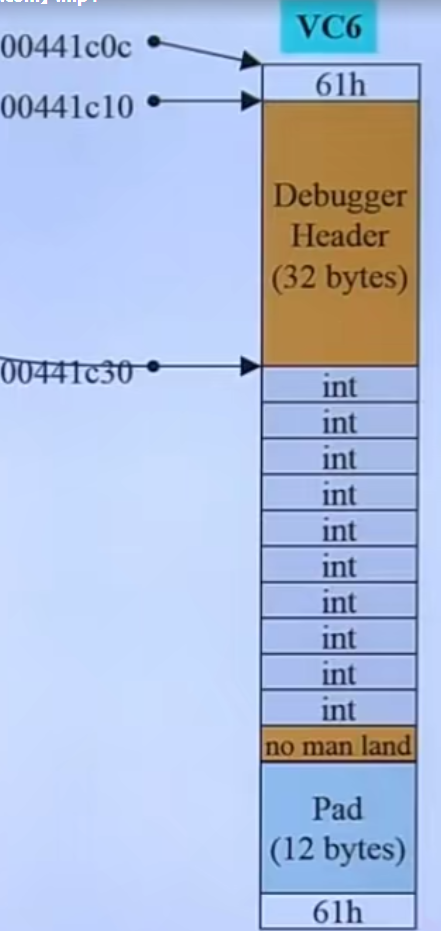 VC6
00441c0c
61h
00441c10
Debugger
Header
(32 bytes)
00441c30
int
int
int
int
int
int
int
int
int
int
no man land
Pad
(12 bytes)
61h